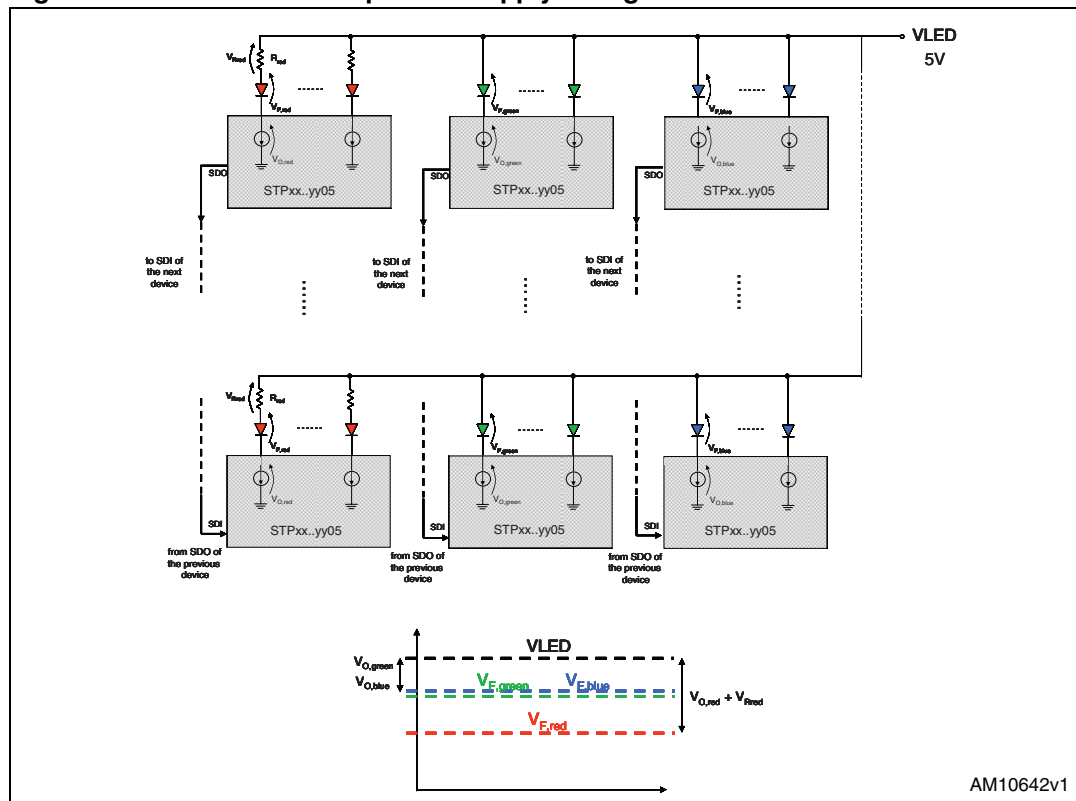 VLED
5V
VRred
Rred
VF,red
VF,green
VF,blue
VO,red
VO,green
VO,blue
SDO
SDO
SDO
STPxx..yy05
STPxx..yy05
STPxx..yy05
to SDI of
the next
device
to SDI of
the next
device
to SDI of
the next
device
VRred
Rred
VF,red
VF,green
VF,blue
VO,red
VO,green
VO,blue
SDI
SDI
SDI
STPxx..yy05
STPxx..yy05
STPxx..yy05
from SDO of
the previous
device
from SDO of
the previous
device
from SDO of
the previous
device
VLED
VO,green
VO,blue
VF,green
VF,blue
VO,red + VRred
VF,red
AM10642v1